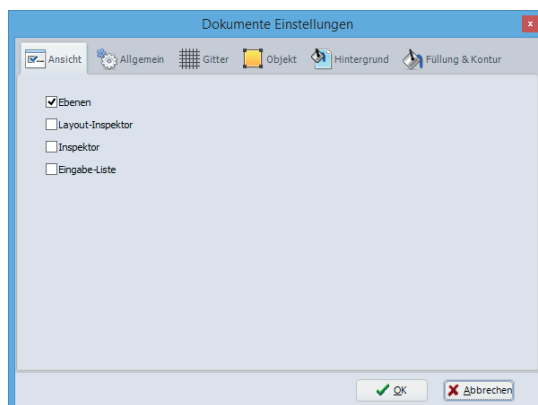 Dokumente Einstellungen
x
Ansicht Allgemein Gitter Objekt Hintergrund Füllung & Kontur
Ebenen
Layout-Inspektor
Inspektor
Eingabe-Liste
OK Abbrechen